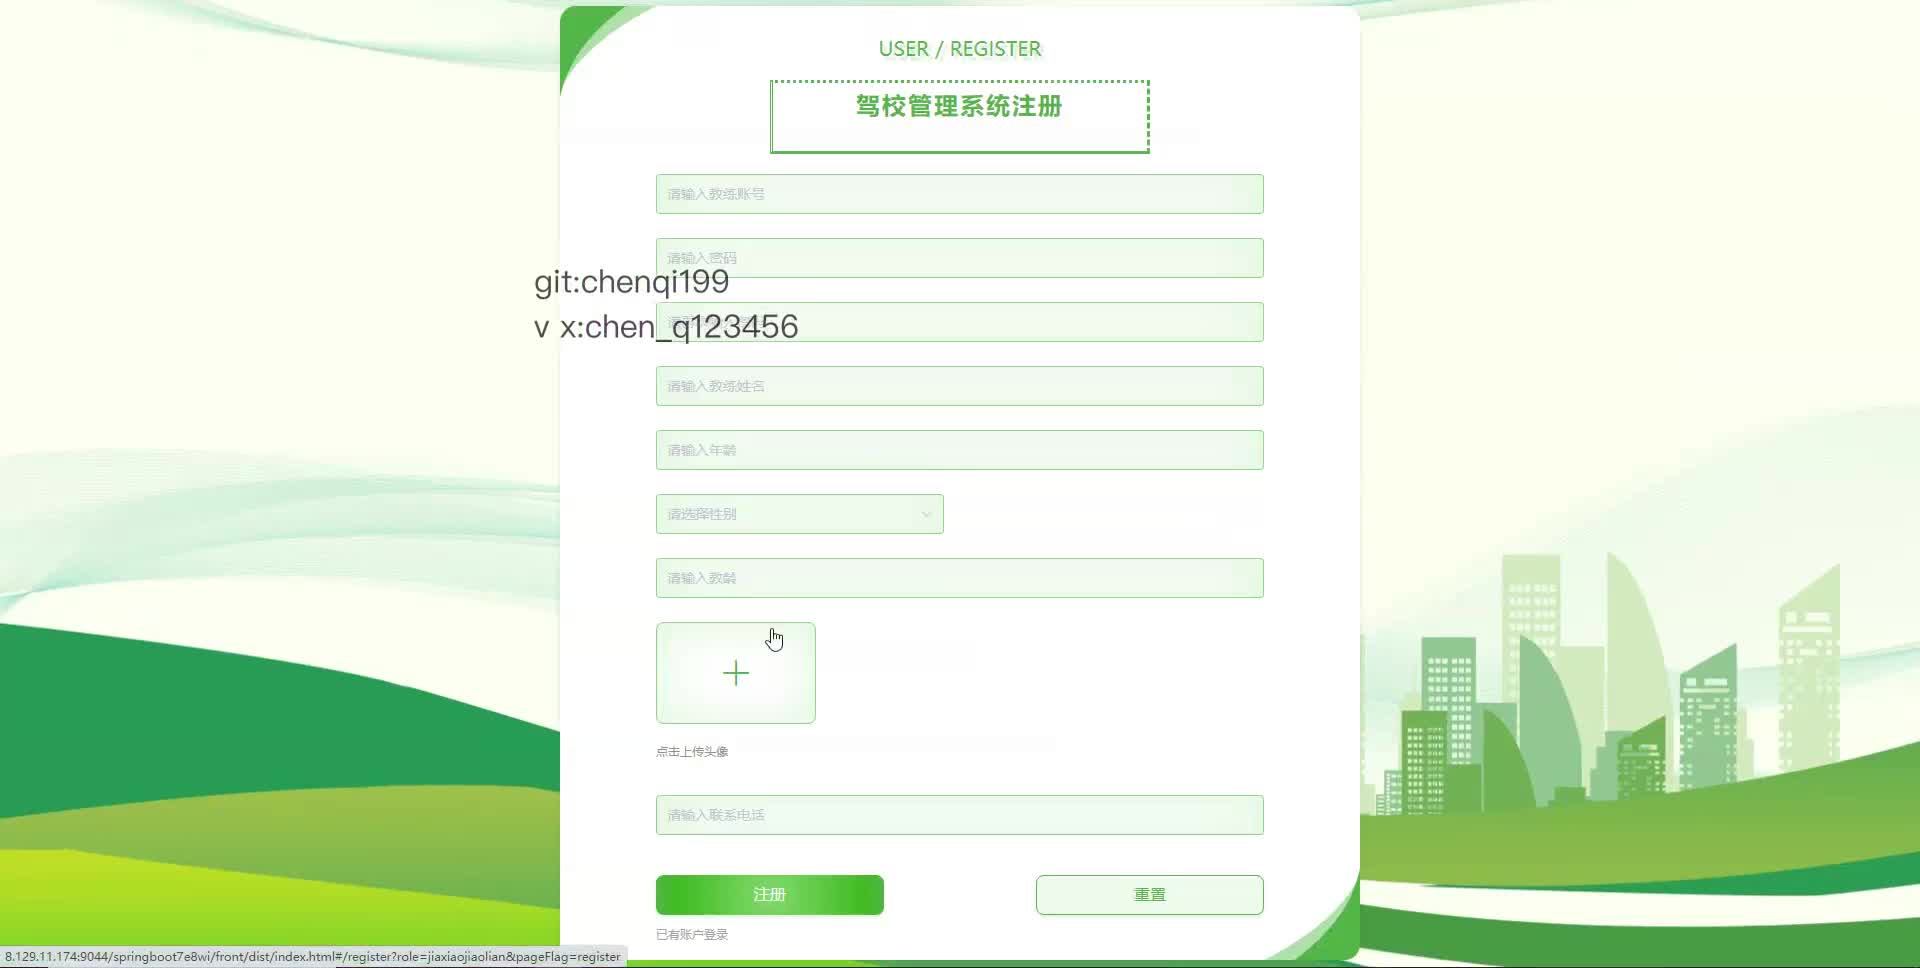 USER / REGISTER
驾校管理系统注册
请输入教练账号
请输入密码
git:chenqi199
v x:chen_q123456
请输入教练姓名
请输入年龄
请选择性别
请输入教龄
点击上传头像
请输入联系电话
注册
重置
已有账户登录
8.129.11.174:9044/springboot7e8wi/front/dist/index.html#/register?role=jiaxiaojiaolian&pageFlag=register